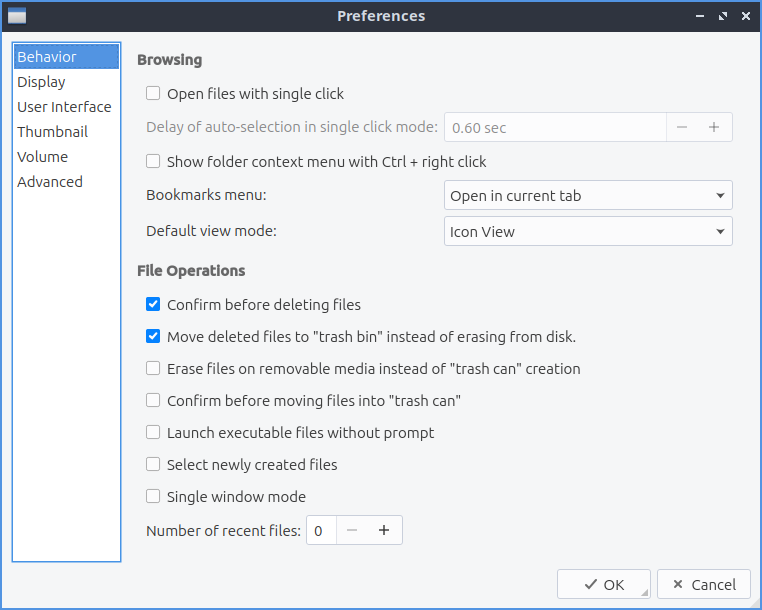 Preferences
Behavior
Display
User Interface
Thumbnail
Volume
Advanced
Browsing
Open files with single click
Delay of auto-selection in single click mode: 0.60 sec
Show folder context menu with Ctrl + right click
Bookmarks menu: Open in current tab
Default view mode: Icon View
File Operations
Confirm before deleting files
Move deleted files to "trash bin" instead of erasing from disk.
Erase files on removable media instead of "trash can" creation
Confirm before moving files into "trash can"
Launch executable files without prompt
Select newly created files
Single window mode
Number of recent files: 0
OK Cancel